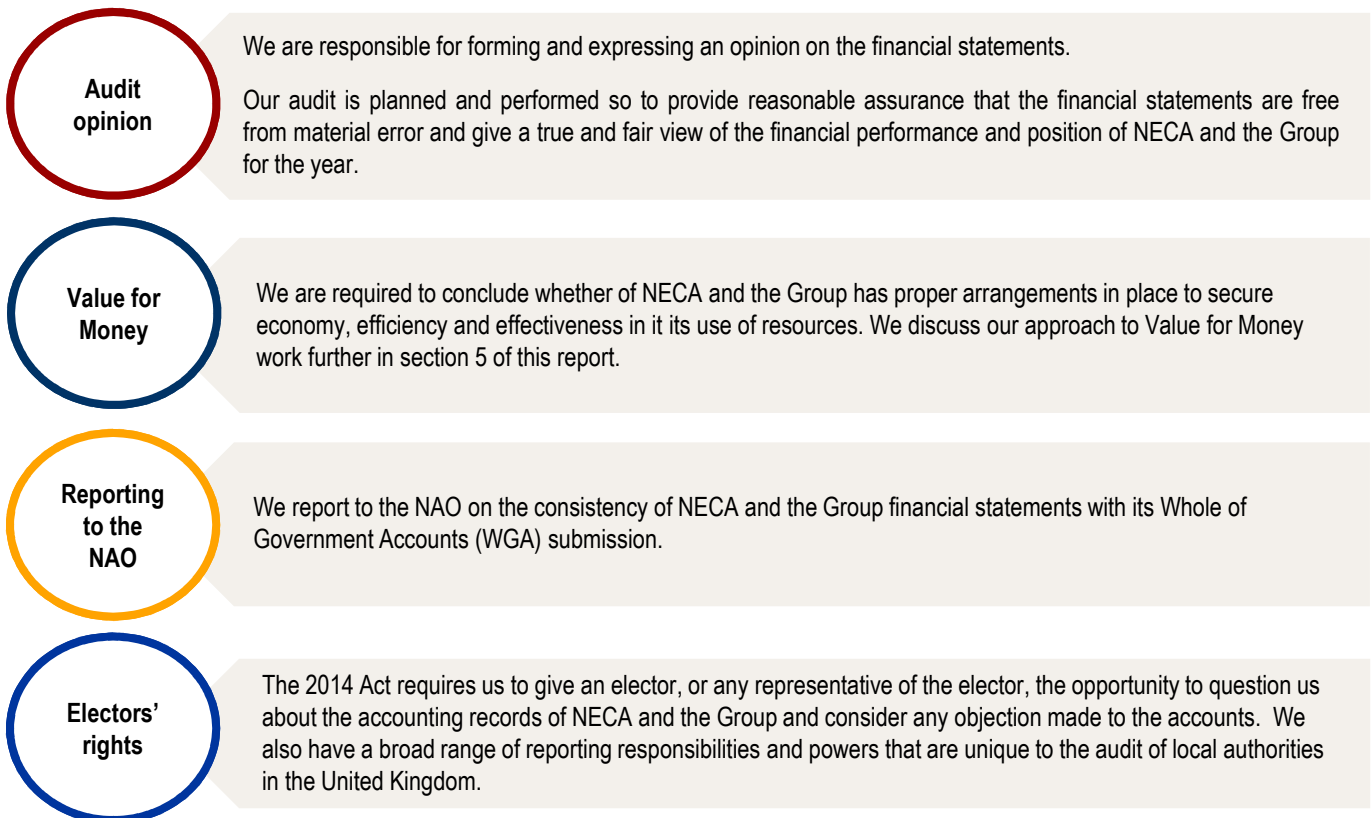 Audit
opinion
We are responsible for forming and expressing an opinion on the financial statements.
Our audit is planned and performed so to provide reasonable assurance that the financial statements are free
from material error and give a true and fair view of the financial performance and position of NECA and the Group
for the year.
Value for
Money
We are required to conclude whether of NECA and the Group has proper arrangements in place to secure
economy, efficiency and effectiveness in it its use of resources. We discuss our approach to Value for Money
work further in section 5 of this report.
Reporting
to the
NAO
We report to the NAO on the consistency of NECA and the Group financial statements with its Whole of
Government Accounts (WGA) submission.
Electors’
rights
The 2014 Act requires us to give an elector, or any representative of the elector, the opportunity to question us
about the accounting records of NECA and the Group and consider any objection made to the accounts.  We
also have a broad range of reporting responsibilities and powers that are unique to the audit of local authorities
in the United Kingdom.